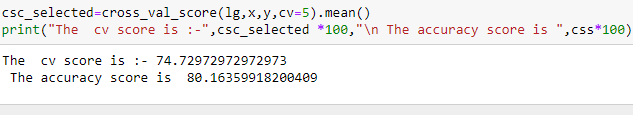 csc_selected=cross_val_score(lg,x,y,cv=5).mean()
print("The  cv score is :-",csc_selected *100,"\n The accuracy score is ",css*100)
The  cv score is :- 74.72972972972973
 The accuracy score is  80.16359918200409